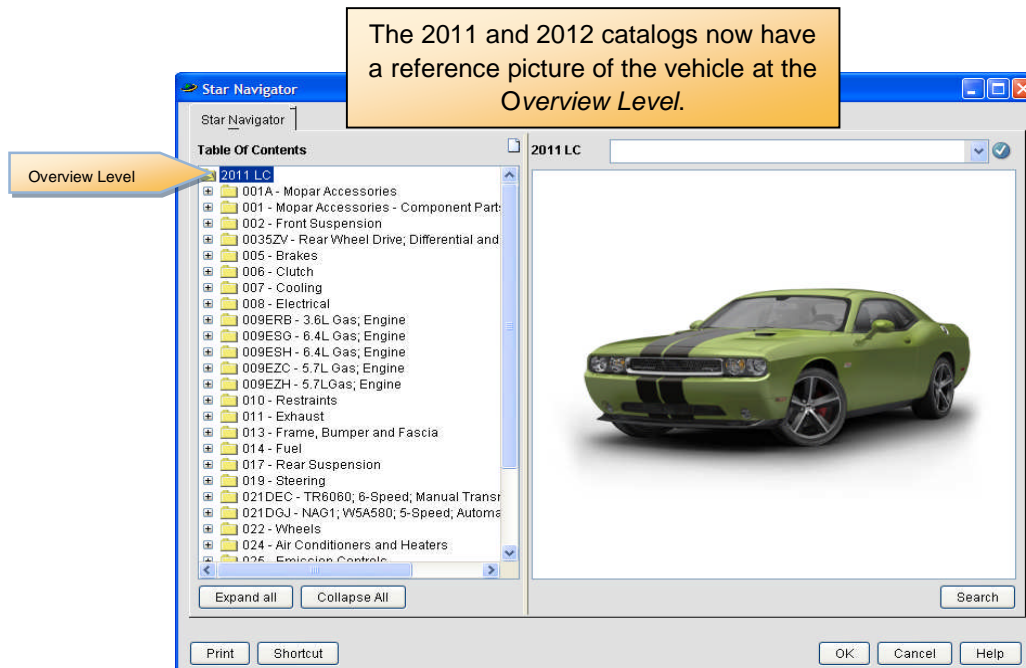 The 2011 and 2012 catalogs now have
a reference picture of the vehicle at the
Overview Level.
Star Navigator
Star Navigator
Table Of Contents
2011 LC
Overview Level
2011 LC
001A - Mopar Accessories
001 - Mopar Accessories - Component Part
002 - Front Suspension
0035ZV - Rear Wheel Drive; Differential and
005 - Brakes
006 - Clutch
007 - Cooling
008 - Electrical
009ERB - 3.6L Gas; Engine
009ESG - 6.4L Gas; Engine
009ESH - 6.4L Gas; Engine
009EZC - 5.7L Gas; Engine
009EZH - 5.7LGas; Engine
010 - Restraints
011 - Exhaust
013 - Frame, Bumper and Fascia
014 - Fuel
017 - Rear Suspension
019 - Steering
021DEC - TR6060; 6-Speed; Manual Trans
021DGJ - NAG1; W5A580; 5-Speed; Automa
022 - Wheels
024 - Air Conditioners and Heaters
025 - Emission Controls
Expand all
Collapse All
Search
Print
Shortcut
OK
Cancel
Help